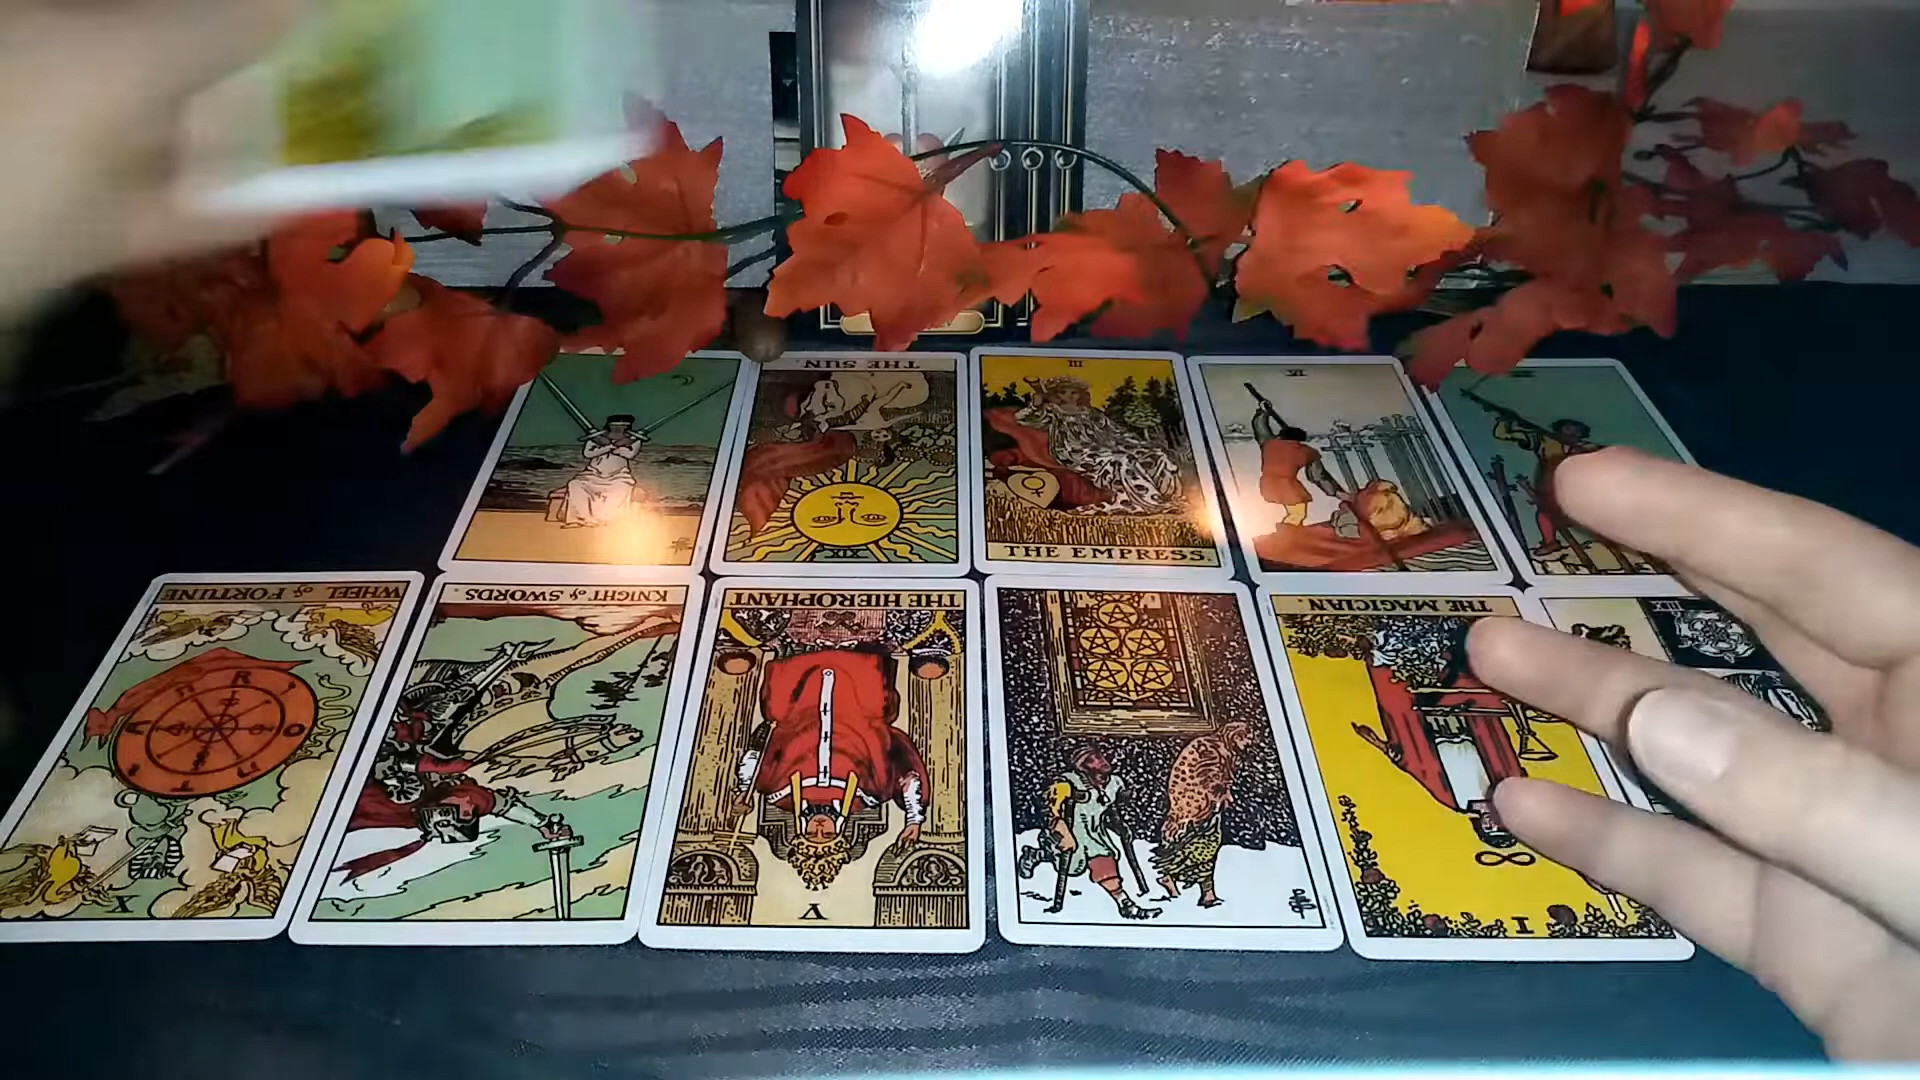 THE SUN.
XIX
III
THE EMPRESS.
WHEEL of FORTUNE
X
KNIGHT of SWORDS.
THE HIEROPHANT
V
THE MAGICIAN.
I